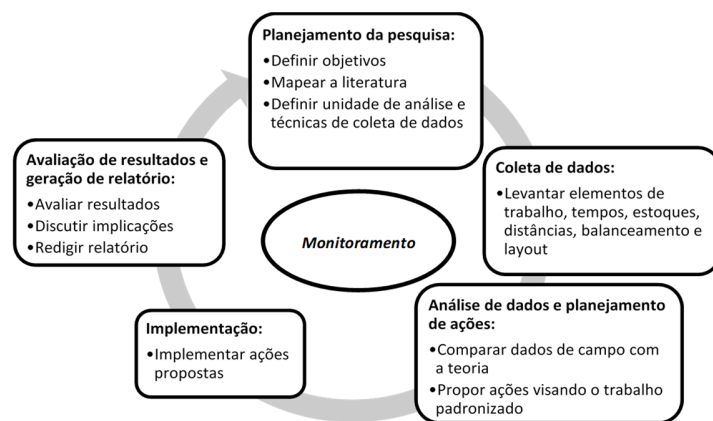 Planejamento da pesquisa:
•Definir objetivos
•Mapear a literatura
•Definir unidade de análise e
técnicas de coleta de dados
Coleta de dados:
•Levantar elementos de
trabalho, tempos, estoques,
distâncias, balanceamento e
layout
Análise de dados e planejamento
de ações:
•Comparar dados de campo com
a teoria
•Propor ações visando o trabalho
padronizado
Implementação:
•Implementar ações
propostas
Avaliação de resultados e
geração de relatório:
•Avaliar resultados
•Discutir implicações
•Redigir relatório
Monitoramento